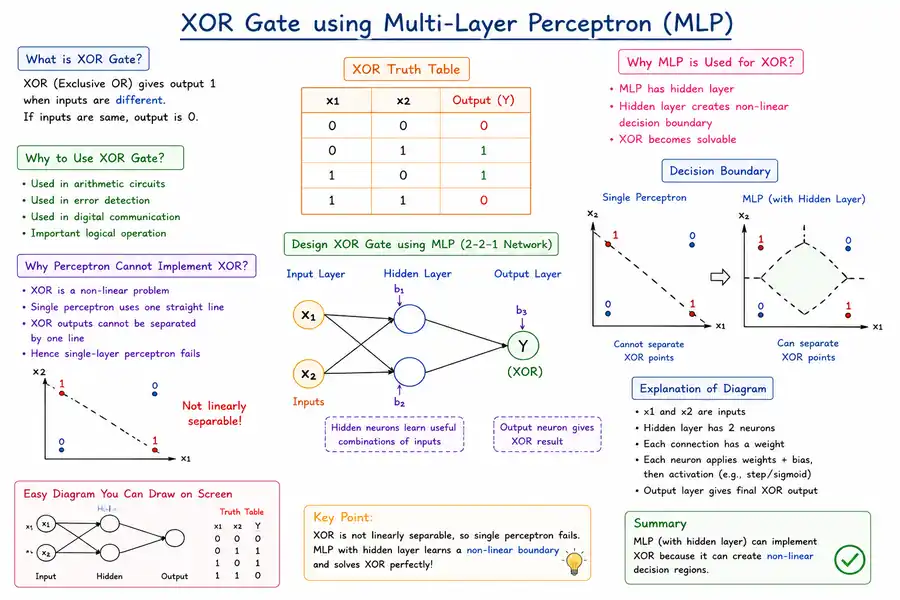 XOR Gate using Multi-Layer Perceptron (MLP)
What is XOR Gate?
XOR (Exclusive OR) gives output 1
when inputs are different.
If inputs are same, output is 0.
Why to Use XOR Gate?
• Used in arithmetic circuits
• Used in error detection
• Used in digital communication
• Important logical operation
Why Perceptron Cannot Implement XOR?
• XOR is a non-linear problem
• Single perceptron uses one straight line
• XOR outputs cannot be separated
by one line
• Hence single-layer perceptron fails
x2
1
0
Not linearly
separable!
0
1
x1
Easy Diagram You Can Draw on Screen
Truth Table
x1 x2 Y
0 0 0
0 1 1
1 0 1
1 1 0
x1
x1
x2
Input
Hidden
Output
XOR Truth Table
x1 x2 Output (Y)
0 0 0
0 1 1
1 0 1
1 1 0
Design XOR Gate using MLP (2-2-1 Network)
Input Layer
Hidden Layer
Output Layer
b1
b3
x1
x2
Y
(XOR)
b2
Inputs
Hidden neurons learn useful
combinations of inputs
Output neuron gives
XOR result
Key Point:
XOR is not linearly separable, so single perceptron fails.
MLP with hidden layer learns a non-linear boundary
and solves XOR perfectly!
Why MLP is Used for XOR?
• MLP has hidden layer
• Hidden layer creates non-linear
decision boundary
• XOR becomes solvable
Decision Boundary
Single Perceptron
x2
1
0
0
1
x1
Cannot separate
XOR points
MLP (with Hidden Layer)
x2
1
0
0
1
x1
Can separate
XOR points
Explanation of Diagram
• x1 and x2 are inputs
• Hidden layer has 2 neurons
• Each connection has a weight
• Each neuron applies weights + bias,
then activation (e.g., step/sigmoid)
• Output layer gives final XOR output
Summary
MLP (with hidden layer) can implement
XOR because it can create non-linear
decision regions.